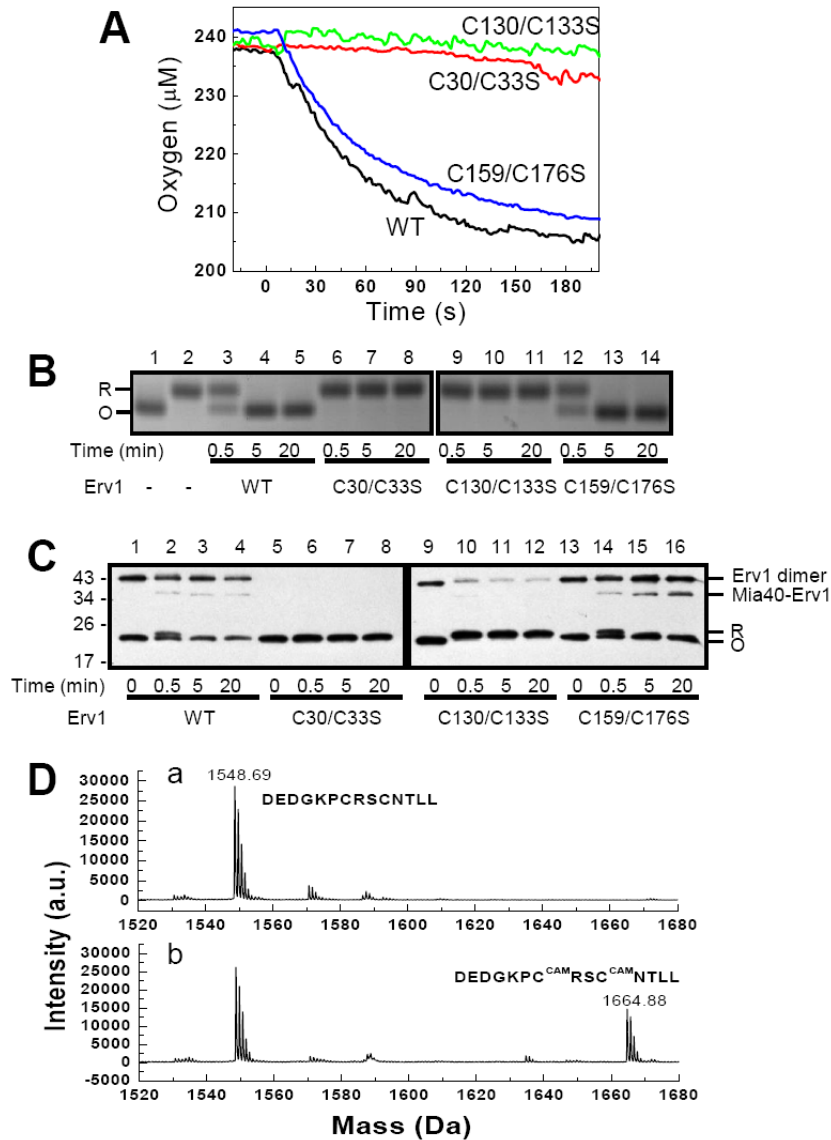 A
Oxygen (μM)
240
230
220
210
200
C130/C133S
C30/C33S
C159/C176S
WT
0 30 60 90 120 150 180
Time (s)
B
1 2 3 4 5 6 7 8 9 10 11 12 13 14
R
O
Time (min) 0.5 5 20 0.5 5 20 0.5 5 20 0.5 5 20
Erv1 - - WT C30/C33S C130/C133S C159/C176S
C
1 2 3 4 5 6 7 8 9 10 11 12 13 14 15 16
43 -
34 -
26 -
17 -
Erv1 dimer
Mia40-Erv1
R
O
Time (min) 0 0.5 5 20 0 0.5 5 20 0 0.5 5 20 0 0.5 5 20
Erv1 WT C30/C33S C130/C133S C159/C176S
D
Intensity (a.u.)
a
1548.69
DEDGKPCRSCNTLL
30000
25000
20000
15000
10000
5000
0
1520 1540 1560 1580 1600 1620 1640 1660 1680
b
DEDGKPCCAMRSCCAMNTLL
1664.88
30000
25000
20000
15000
10000
5000
0
-5000
1520 1540 1560 1580 1600 1620 1640 1660 1680
Mass (Da)